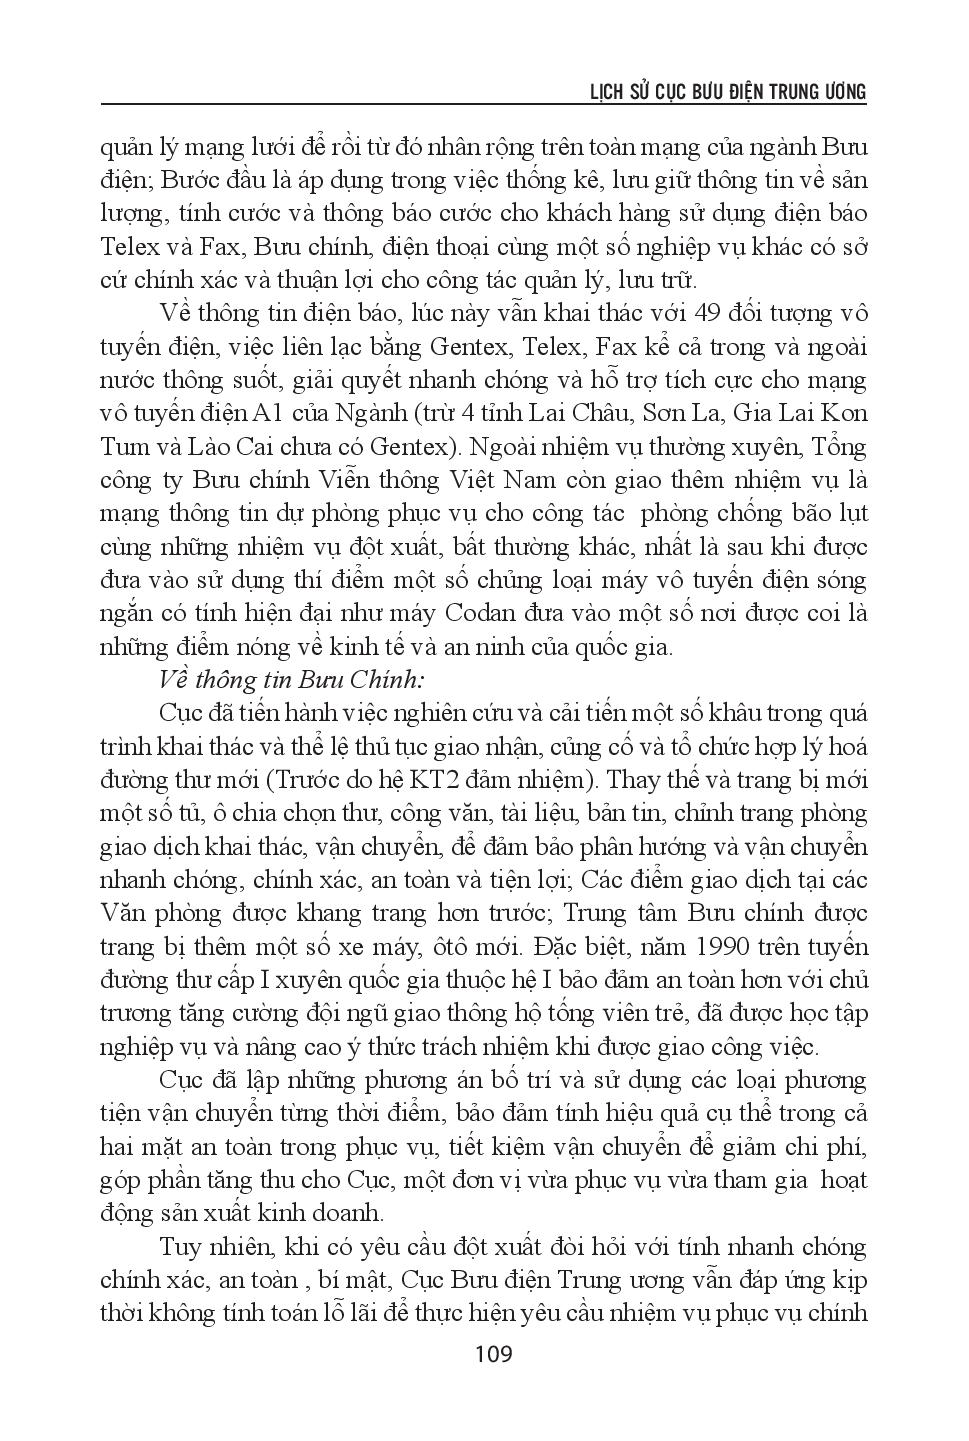 LỊCH SỬ CỤC BƯU ĐIỆN TRUNG ƯƠNG
quản lý mạng lưới để rồi từ đó nhân rộng trên toàn mạng của ngành Bưu
điện; Bước đầu là áp dụng trong việc thống kê, lưu giữ thông tin về sản
lượng, tính cước và thông báo cước cho khách hàng sử dụng điện báo
Telex và Fax, Bưu chính, điện thoại cùng một số nghiệp vụ khác có sở
cứ chính xác và thuận lợi cho công tác quản lý, lưu trữ.
Về thông tin điện báo, lúc này vẫn khai thác với 49 đối tượng vô
tuyến điện, việc liên lạc bằng Gentex, Telex, Fax kể cả trong và ngoài
nước thông suốt, giải quyết nhanh chóng và hỗ trợ tích cực cho mạng
vô tuyến điện A1 của Ngành (trừ 4 tỉnh Lai Châu, Sơn La, Gia Lai Kon
Tum và Lào Cai chưa có Gentex). Ngoài nhiệm vụ thường xuyên, Tổng
công ty Bưu chính Viễn thông Việt Nam còn giao thêm nhiệm vụ là
mạng thông tin dự phòng phục vụ cho công tác  phòng chống bão lụt
cùng những nhiệm vụ đột xuất, bất thường khác, nhất là sau khi được
đưa vào sử dụng thí điểm một số chủng loại máy vô tuyến điện sóng
ngắn có tính hiện đại như máy Codan đưa vào một số nơi được coi là
những điểm nóng về kinh tế và an ninh của quốc gia.
Về thông tin Bưu Chính:
Cục đã tiến hành việc nghiên cứu và cải tiến một số khâu trong quá
trình khai thác và thể lệ thủ tục giao nhận, củng cố và tổ chức hợp lý hoá
đường thư mới (Trước do hệ KT2 đảm nhiệm). Thay thế và trang bị mới
một số tủ, ô chia chọn thư, công văn, tài liệu, bản tin, chỉnh trang phòng
giao dịch khai thác, vận chuyển, để đảm bảo phân hướng và vận chuyển
nhanh chóng, chính xác, an toàn và tiện lợi; Các điểm giao dịch tại các
Văn phòng được khang trang hơn trước; Trung tâm Bưu chính được
trang bị thêm một số xe máy, ôtô mới. Đặc biệt, năm 1990 trên tuyến
đường thư cấp I xuyên quốc gia thuộc hệ I bảo đảm an toàn hơn với chủ
trương tăng cường đội ngũ giao thông hộ tống viên trẻ, đã được học tập
nghiệp vụ và nâng cao ý thức trách nhiệm khi được giao công việc.
Cục đã lập những phương án bố trí và sử dụng các loại phương
tiện vận chuyển từng thời điểm, bảo đảm tính hiệu quả cụ thể trong cả
hai mặt an toàn trong phục vụ, tiết kiệm vận chuyển để giảm chi phí,
góp phần tăng thu cho Cục, một đơn vị vừa phục vụ vừa tham gia  hoạt
động sản xuất kinh doanh.
Tuy nhiên, khi có yêu cầu đột xuất đòi hỏi với tính nhanh chóng
chính xác, an toàn , bí mật, Cục Bưu điện Trung ương vẫn đáp ứng kịp
thời không tính toán lỗ lãi để thực hiện yêu cầu nhiệm vụ phục vụ chính
109